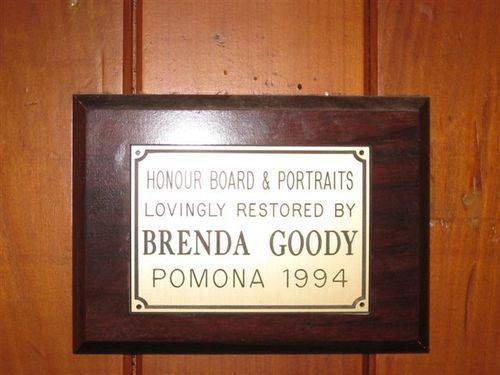 HONOUR BOARD & PORTRAITS
LOVINGLY RESTORED BY
BRENDA GOODY
POMONA 1994